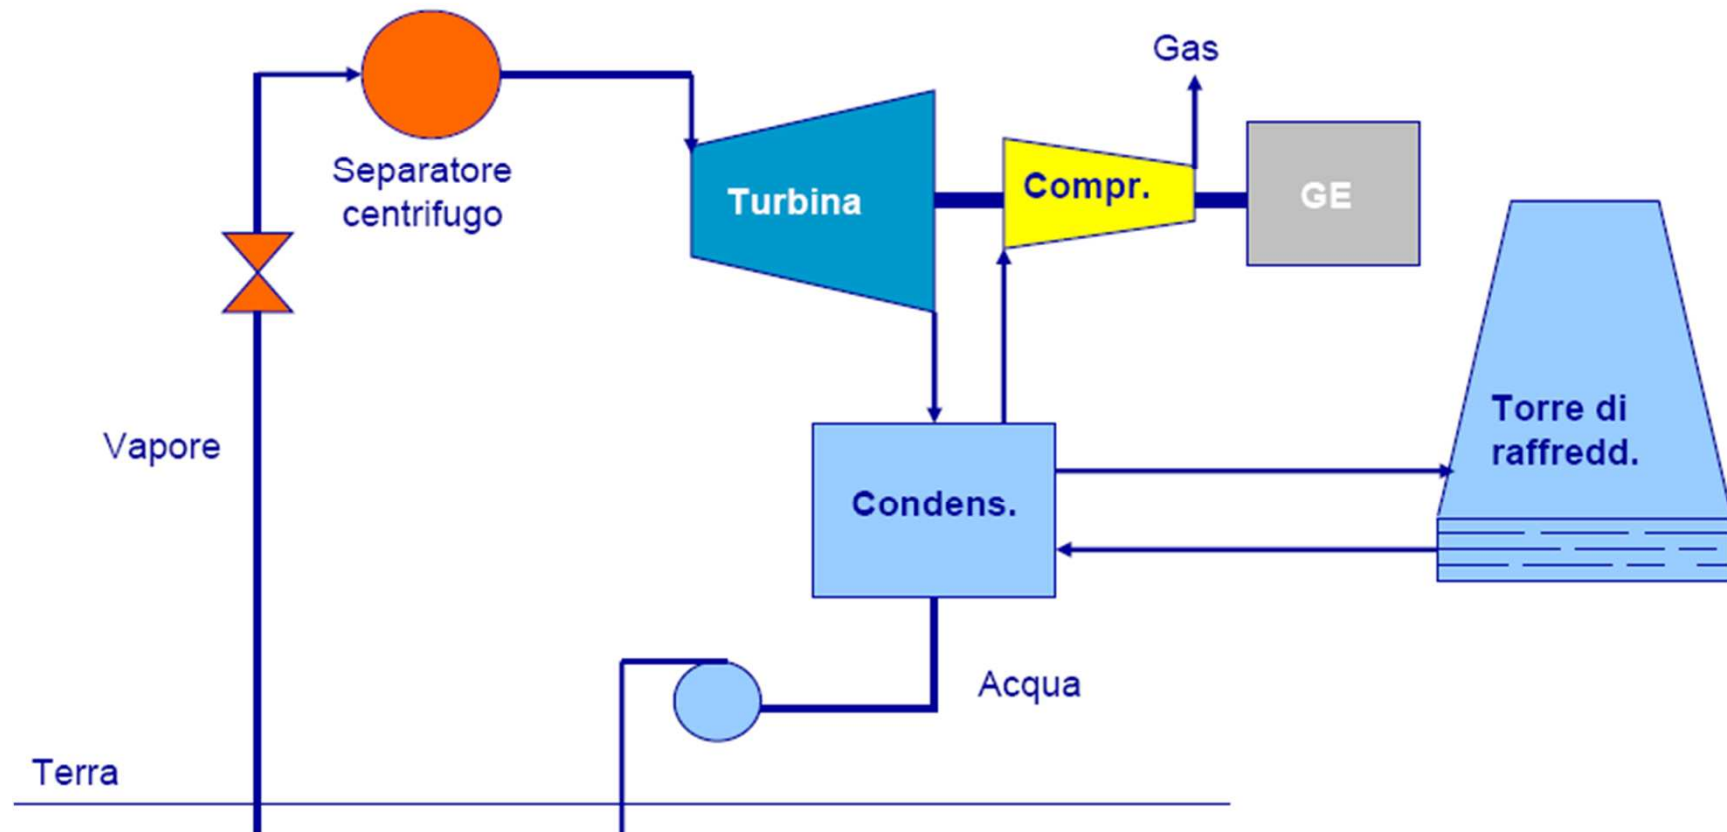 Gas
Separatore
centrifugo
Turbina
Compr.
GE
Vapore
Torre di
raffredd.
Condens.
Acqua
Terra